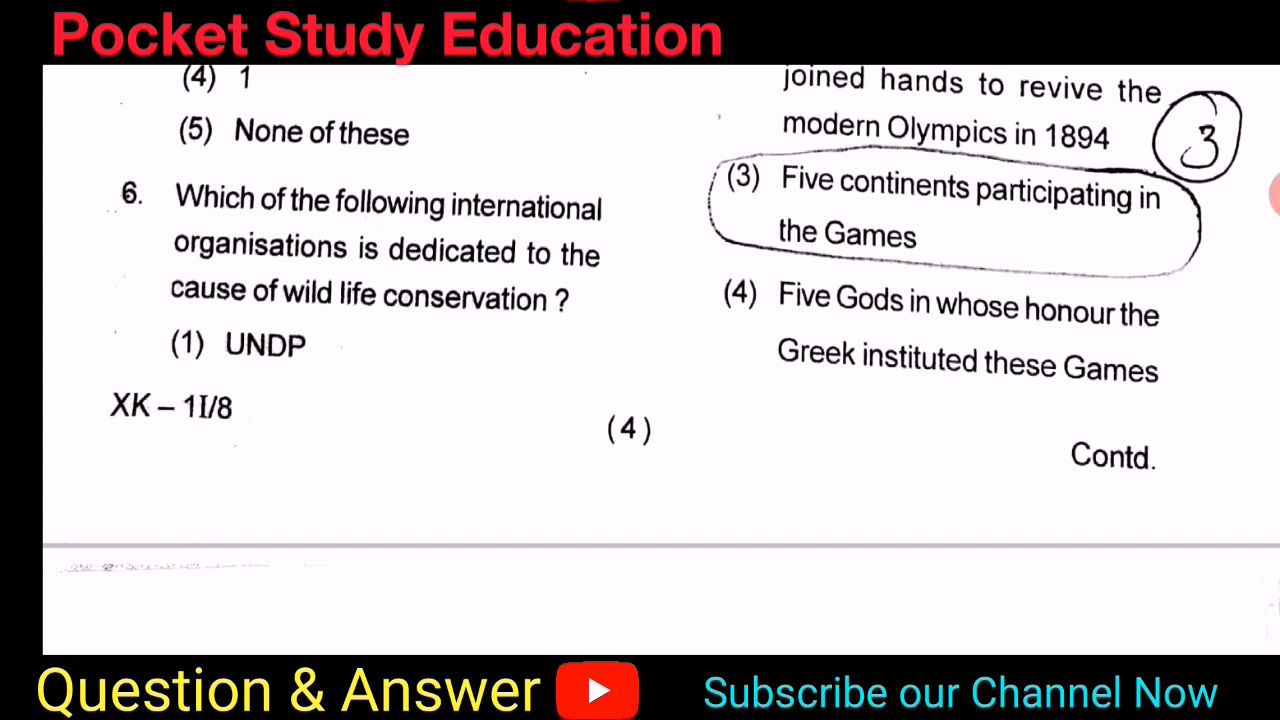 Pocket Study Education
(4) 1
(5) None of these
6. Which of the following international
organisations is dedicated to the
cause of wild life conservation ?
(1) UNDP
XK – 1I/8
joined hands to revive the
modern Olympics in 1894
3
(3) Five continents participating in
the Games
(4) Five Gods in whose honour the
Greek instituted these Games
(4)
Contd.
Question & Answer
Subscribe our Channel Now